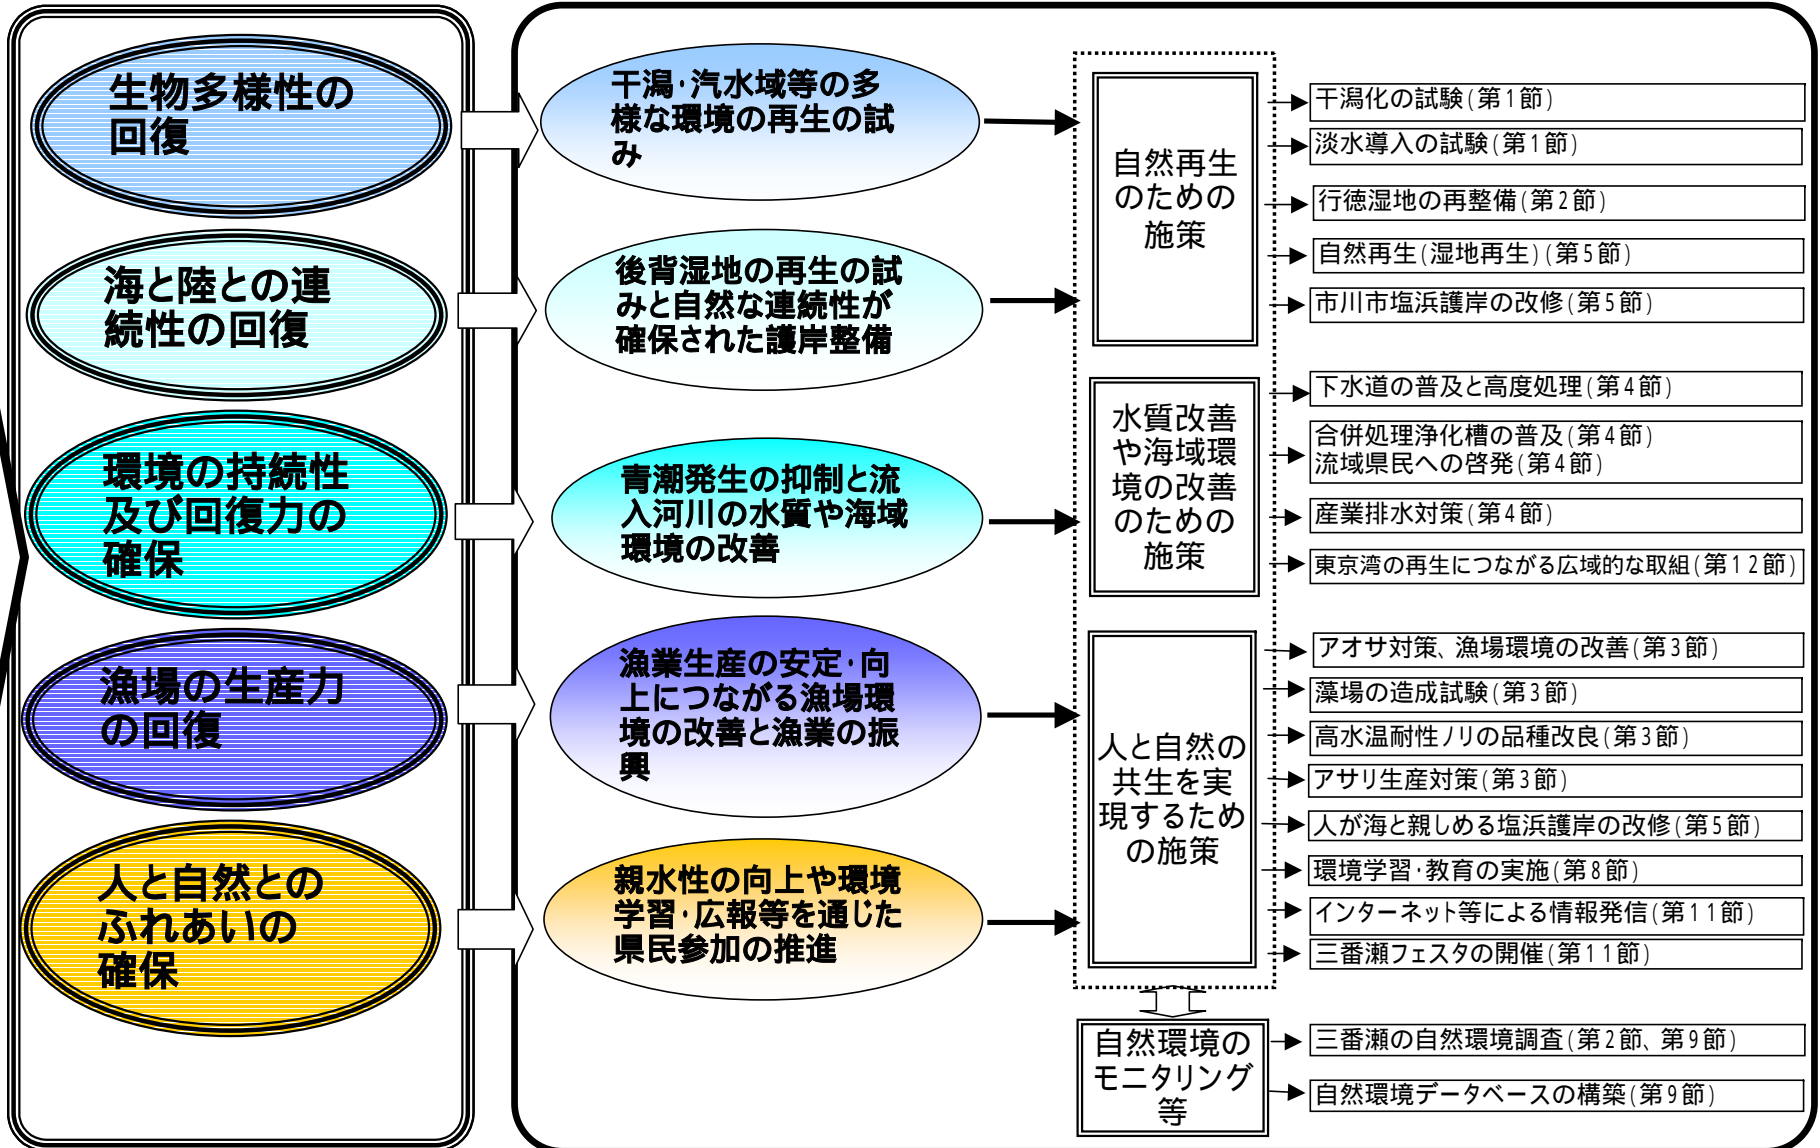 生物多様性の
回復
海と陸との連
続性の回復
環境の持続性
及び回復力の
確保
漁場の生産力
の回復
人と自然との
ふれあいの
確保
干潟・汽水域等の多
様な環境の再生の試
み
後背湿地の再生の試
みと自然な連続性が
確保された護岸整備
青潮発生の抑制と流
入河川の水質や海域
環境の改善
漁業生産の安定・向
上につながる漁場環
境の改善と漁業の振
興
親水性の向上や環境
学習・広報等を通じた
県民参加の推進
自然再生
のための
施策
水質改善
や海域環
境の改善
のための
施策
人と自然の
共生を実
現するため
の施策
自然環境の
モニタリング
等
干潟化の試験(第1節)
淡水導入の試験(第1節)
行徳湿地の再整備(第2節)
自然再生(湿地再生)(第5節)
市川市塩浜護岸の改修(第5節)
下水道の普及と高度処理(第4節)
合併処理浄化槽の普及(第4節)
流域県民への啓発(第4節)
産業排水対策(第4節)
東京湾の再生につながる広域的な取組(第12節)
アオサ対策、漁場環境の改善(第3節)
藻場の造成試験(第3節)
高水温耐性ノリの品種改良(第3節)
アサリ生産対策(第3節)
人が海と親しめる塩浜護岸の改修(第5節)
環境学習・教育の実施(第8節)
インターネット等による情報発信(第11節)
三番瀬フェスタの開催(第11節)
三番瀬の自然環境調査(第2節、第9節)
自然環境データベースの構築(第9節)